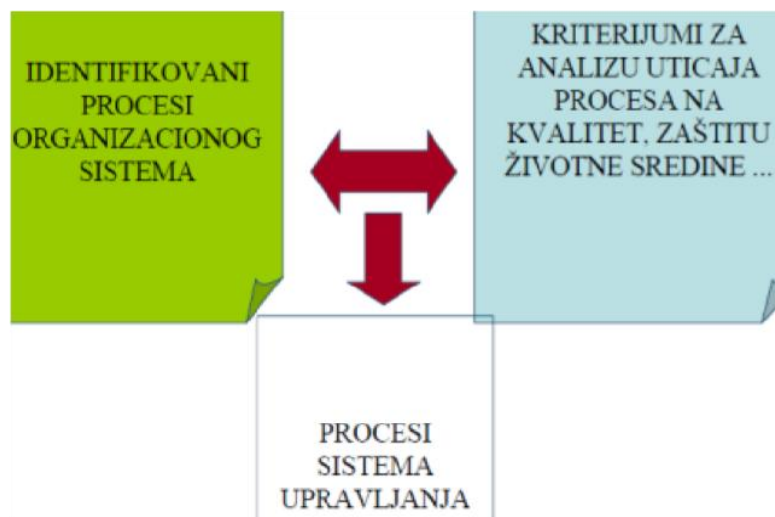 IDENTIFIKOVANI
PROCESI
ORGANIZACIONOG
SISTEMA
KRITERIJUMI ZA
ANALIZU UTICAJA
PROCESA NA
KVALITET, ZAŠTITU
ŽIVOTNE SREDINE ...
PROCESI
SISTEMA
UPRAVLJANJA